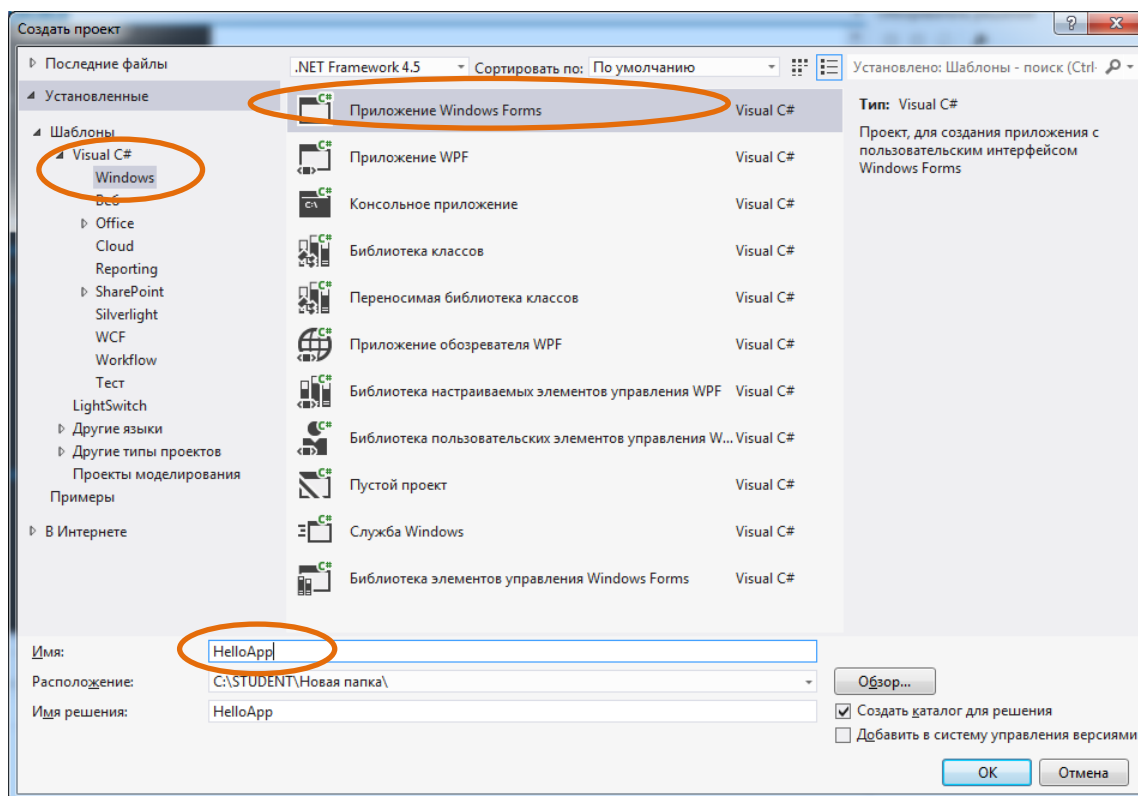 Создать проект
Последние файлы
Установленные
Шаблоны
Visual C#
Windows
Веб
Office
Cloud
Reporting
SharePoint
Silverlight
WCF
Workflow
Тест
LightSwitch
Другие языки
Другие типы проектов
Проекты моделирования
Примеры
В Интернете
.NET Framework 4.5 Сортировать по: По умолчанию
Приложение Windows Forms Visual C#
Приложение WPF Visual C#
Консольное приложение Visual C#
Библиотека классов Visual C#
Переносимая библиотека классов Visual C#
Приложение обозревателя WPF Visual C#
Библиотека настраиваемых элементов управления WPF Visual C#
Библиотека пользовательских элементов управления W... Visual C#
Пустой проект Visual C#
Служба Windows Visual C#
Библиотека элементов управления Windows Forms Visual C#
Установлено: Шаблоны - поиск (Ctrl-
Тип: Visual C#
Проект, для создания приложения с
пользовательским интерфейсом
Windows Forms
Имя: HelloApp
Расположение: C:\STUDENT\Новая папка\
Имя решения: HelloApp
Обзор...
Создать каталог для решения
Добавить в систему управления версиями
ОК Отмена